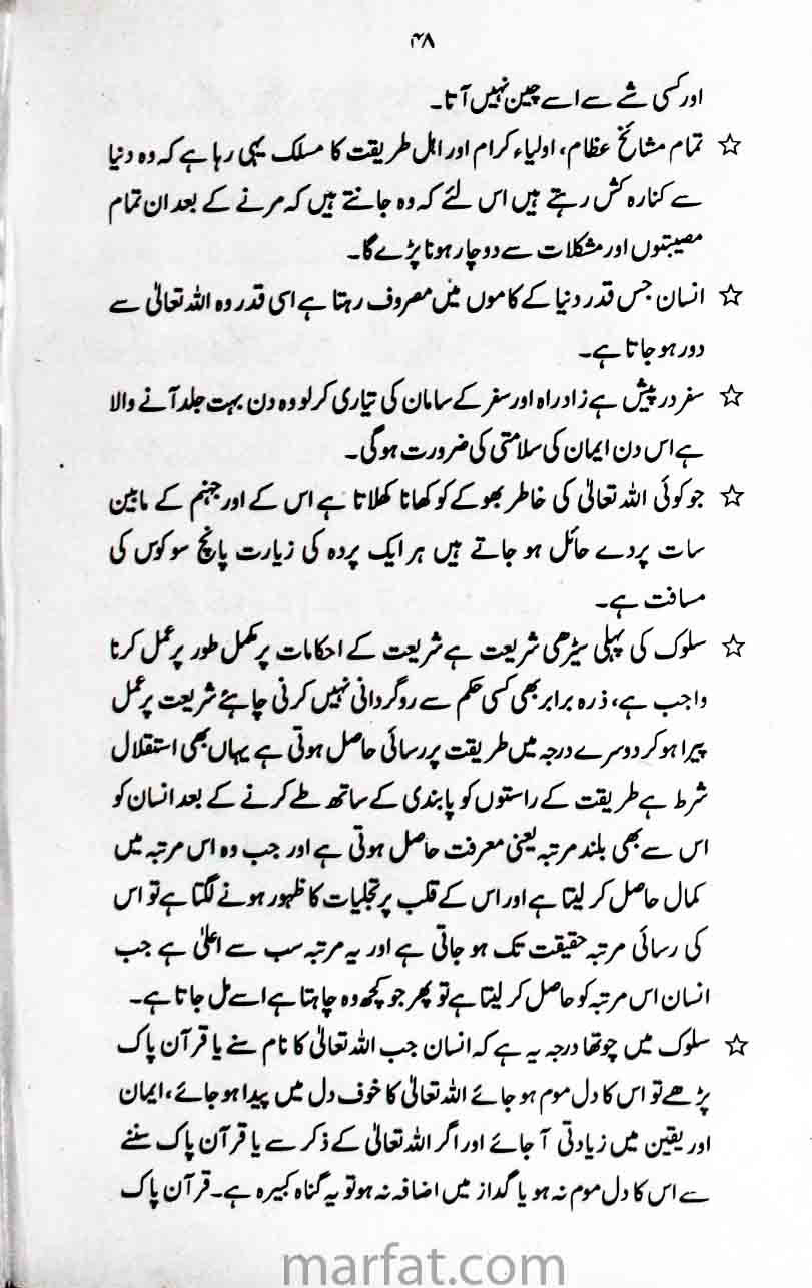 ۴۸
اور کسی شے سے اسے چین نہیں آتا۔
☆ تمام مشائخ عظام، اولیاء کرام اور اہل طریقت کا مسلک یہی رہا ہے کہ وہ دنیا
سے کنارہ کش رہتے ہیں اس لئے کہ وہ جانتے ہیں کہ مرنے کے بعد ان تمام
مصیبتوں اور مشکلات سے دوچار ہونا پڑے گا۔
☆ انسان جس قدر دنیا کے کاموں میں مصروف رہتا ہے اسی قدر وہ اللہ تعالیٰ سے
دور ہو جاتا ہے۔
☆ سفر در پیش ہے زاد راہ اور سفر کے سامان کی تیاری کر لو وہ دن بہت جلد آنے والا
ہے اس دن ایمان کی سلامتی کی ضرورت ہوگی۔
☆ جو کوئی اللہ تعالیٰ کی خاطر بھوکے کو کھانا کھلاتا ہے اس کے اور جہنم کے مابین
سات پردے حائل ہو جاتے ہیں ہر ایک پردہ کی زیارت پانچ سو کوس کی
مسافت ہے۔
☆ سلوک کی پہلی سیڑھی شریعت ہے شریعت کے احکامات پر مکمل طور پر عمل کرنا
واجب ہے، ذرہ برابر بھی کسی حکم سے روگردانی نہیں کرنی چاہئے شریعت پر عمل
پیرا ہو کر دوسرے درجہ میں طریقت پر رسائی حاصل ہوتی ہے یہاں بھی استقلال
شرط ہے طریقت کے راستوں کو پابندی کے ساتھ طے کرنے کے بعد انسان کو
اس سے بھی بلند مرتبہ یعنی معرفت حاصل ہوتی ہے اور جب وہ اس مرتبہ میں
کمال حاصل کر لیتا ہے اور اس کے قلب پر تجلیات کا ظہور ہونے لگتا ہے تو اس
کی رسائی مرتبہ حقیقت تک ہو جاتی ہے اور یہ مرتبہ سب سے اعلیٰ ہے جب
انسان اس مرتبہ کو حاصل کر لیتا ہے تو پھر جو کچھ وہ چاہتا ہے اسے مل جاتا ہے۔
☆ سلوک میں چوتھا درجہ یہ ہے کہ انسان جب اللہ تعالیٰ کا نام سنے یا قرآن پاک
پڑھے تو اس کا دل موم ہو جائے اللہ تعالیٰ کا خوف دل میں پیدا ہو جائے، ایمان
اور یقین میں زیادتی آ جائے اور اگر اللہ تعالیٰ کے ذکر سے یا قرآن پاک سننے
سے اس کا دل موم نہ ہو یا گداز میں اضافہ نہ ہو تو یہ گناہ کبیرہ ہے۔ قرآن پاک
marfat.com